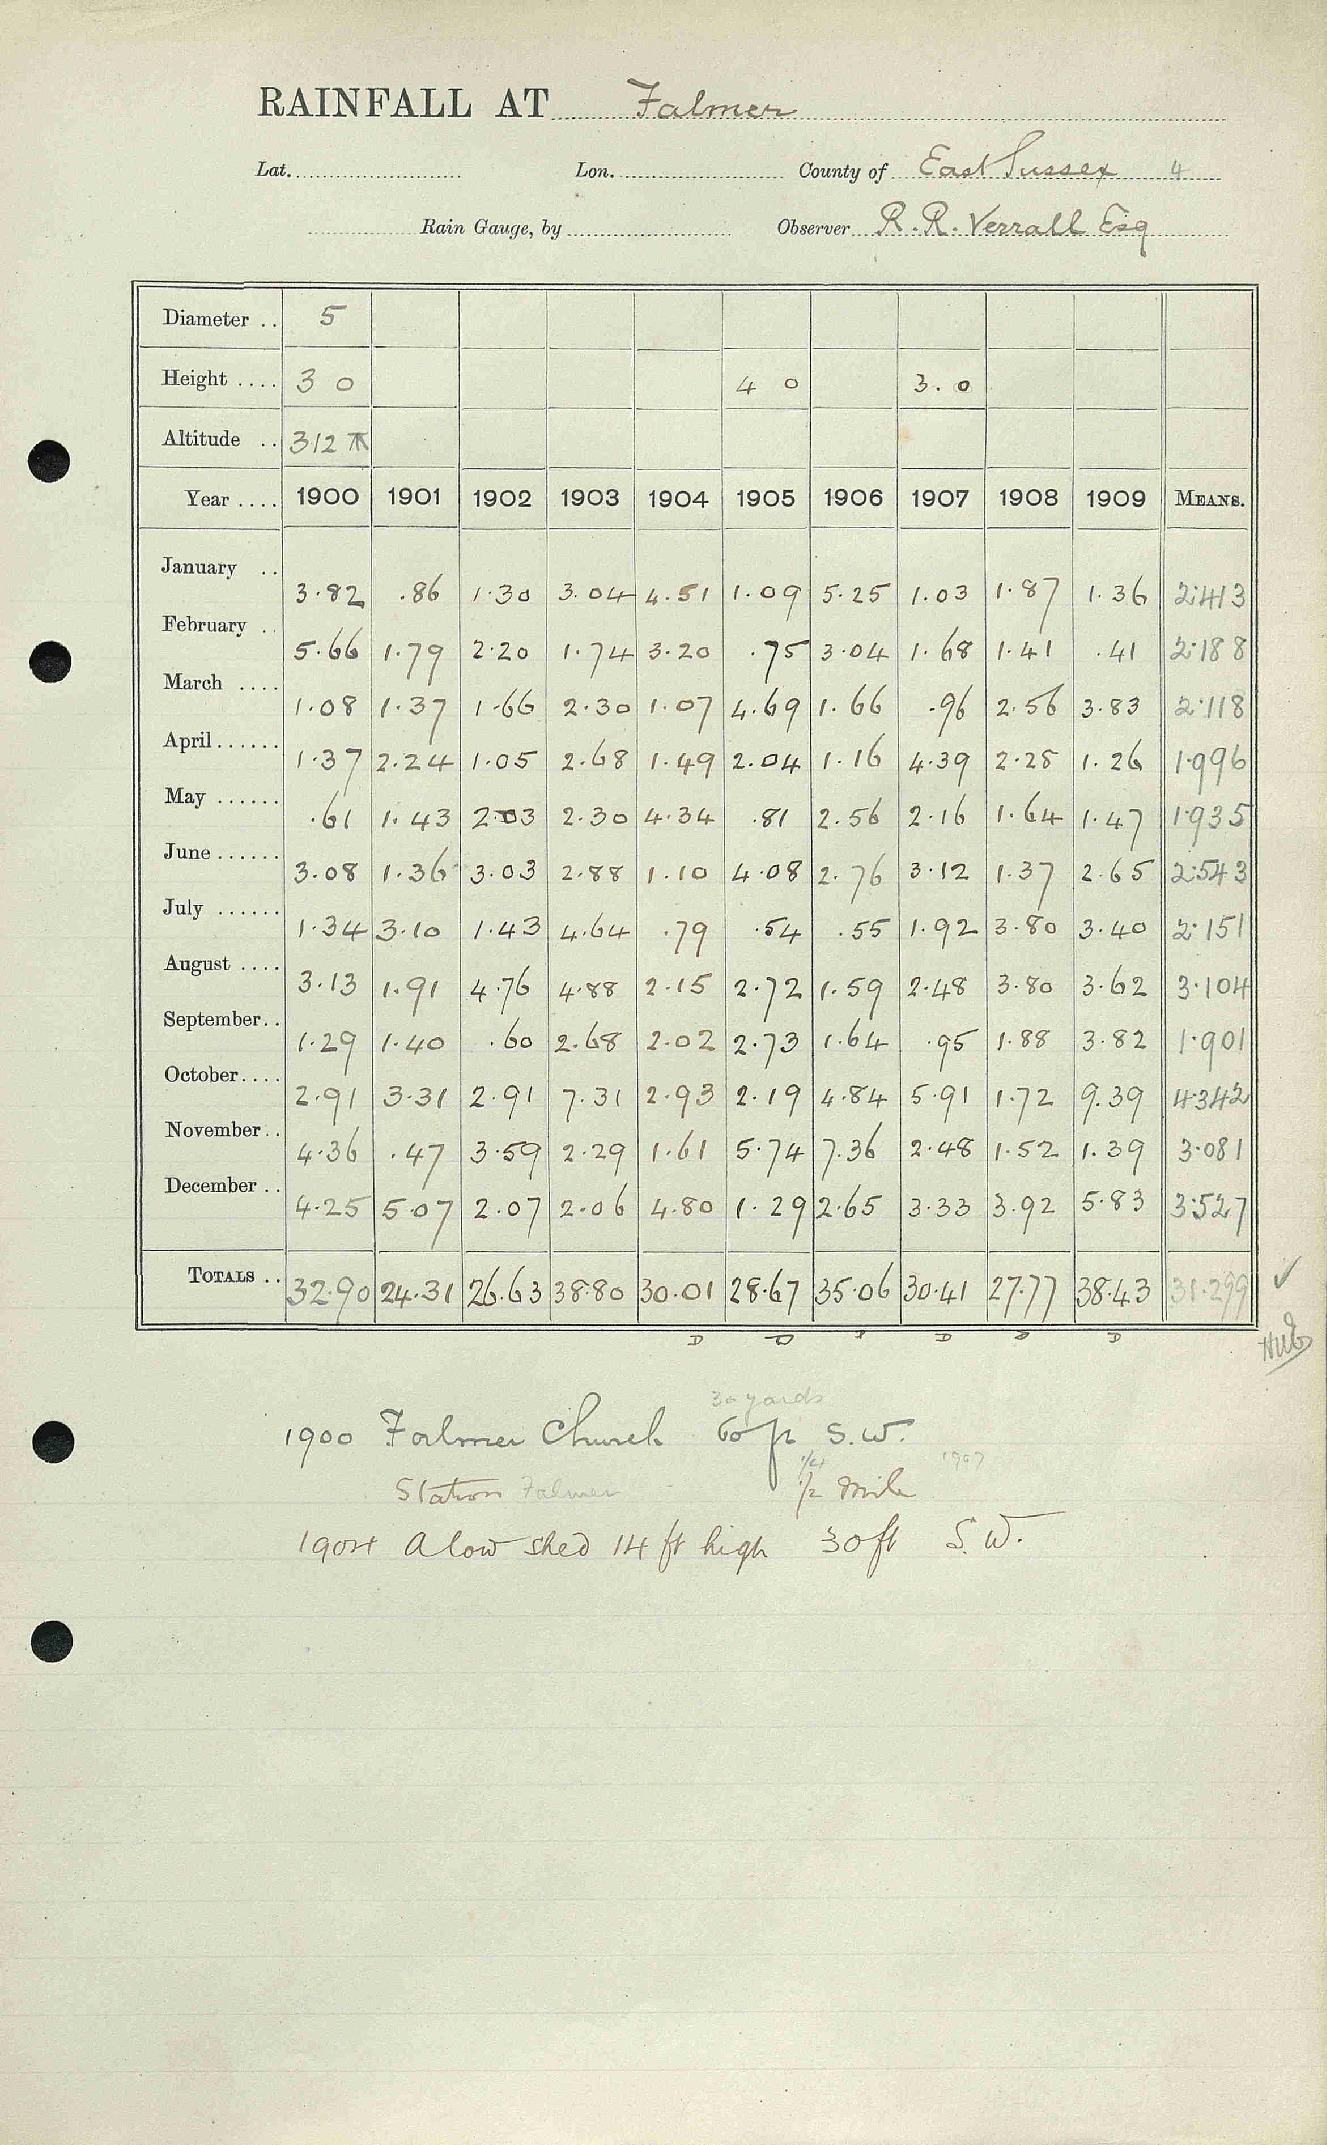 RAINFALL AT Falmer
Lat. Lon. County of East Sussex 4
Rain Gauge, by Observer R. R. Verrall Esq
Diameter .. 5
Height .... 3 0 4 0 3. 0
Altitude .. 312
Year .... 1900 1901 1902 1903 1904 1905 1906 1907 1908 1909 MEANS.
January .. 3.82 .86 1.30 3.04 4.51 1.09 5.25 1.03 1.87 1.36 2.413
February .. 5.66 1.79 2.20 1.74 3.20 .75 3.04 1.68 1.41 .41 2.188
March .... 1.08 1.37 1.66 2.30 1.07 4.69 1.66 .96 2.56 3.83 2.118
April...... 1.37 2.24 1.05 2.68 1.49 2.04 1.16 4.39 2.28 1.26 1.996
May ...... .61 1.43 2.03 2.30 4.34 .81 2.56 2.16 1.64 1.47 1.935
June...... 3.08 1.36 3.03 2.88 1.10 4.08 2.76 3.12 1.37 2.65 2.543
July ...... 1.34 3.10 1.43 4.64 .79 .54 .55 1.92 3.80 3.40 2.151
August .... 3.13 1.91 4.76 4.88 2.15 2.72 1.59 2.48 3.80 3.62 3.104
September.. 1.29 1.40 .60 2.68 2.02 2.73 1.64 .95 1.88 3.82 1.901
October.... 2.91 3.31 2.91 7.31 2.93 2.19 4.84 5.91 1.72 9.39 4.342
November.. 4.36 .47 3.59 2.29 1.61 5.74 7.36 2.48 1.52 1.39 3.081
December .. 4.25 5.07 2.07 2.06 4.80 1.29 2.65 3.33 3.92 5.83 3.527
TOTALS .. 32.90 24.31 26.63 38.80 30.01 28.67 35.06 30.41 27.77 38.43 31.299 ✓
D D D D D
30 yards
1900 Falmer Church 60 ft S.W.
1/4 1907
Station Falmer 1/2 Mile
1904 A low shed 14 ft high 30 ft S.W.